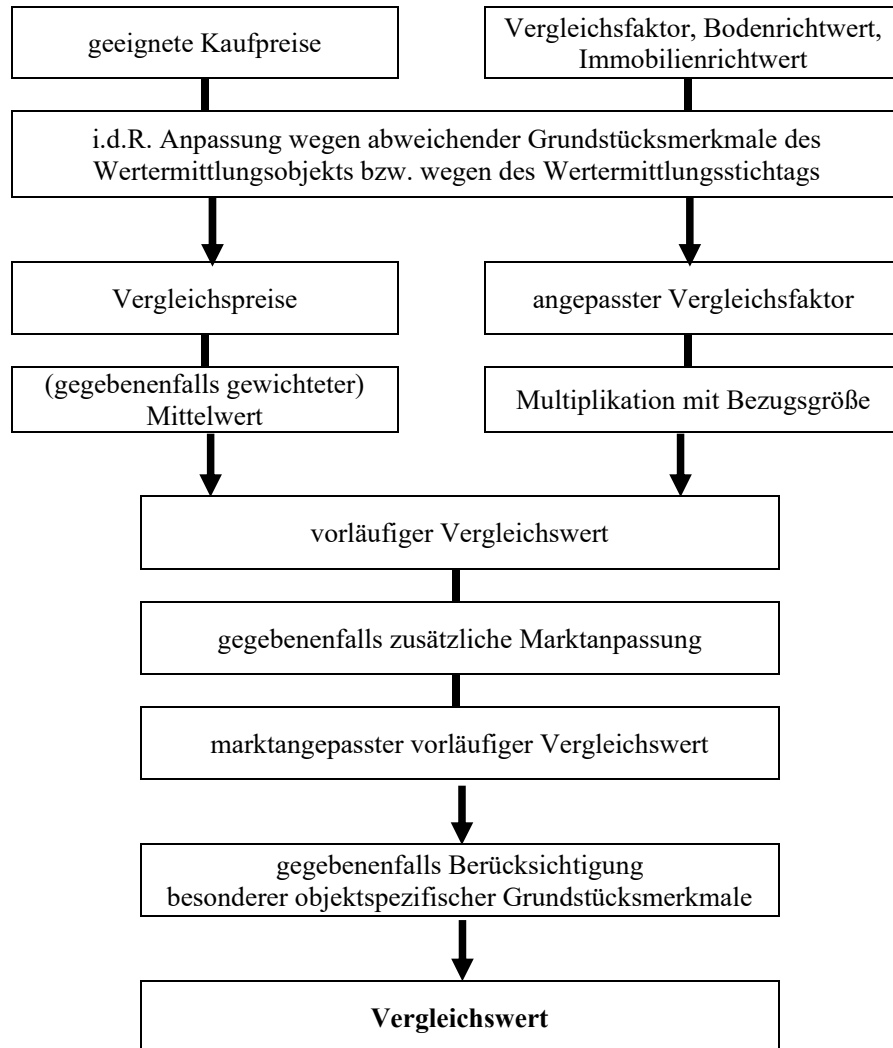 geeignete Kaufpreise
Vergleichsfaktor, Bodenrichtwert,
Immobilienrichtwert
i.d.R. Anpassung wegen abweichender Grundstücksmerkmale des
Wertermittlungsobjekts bzw. wegen des Wertermittlungsstichtags
Vergleichspreise
angepasster Vergleichsfaktor
(gegebenenfalls gewichteter)
Mittelwert
Multiplikation mit Bezugsgröße
vorläufiger Vergleichswert
gegebenenfalls zusätzliche Marktanpassung
marktangepasster vorläufiger Vergleichswert
gegebenenfalls Berücksichtigung
besonderer objektspezifischer Grundstücksmerkmale
Vergleichswert